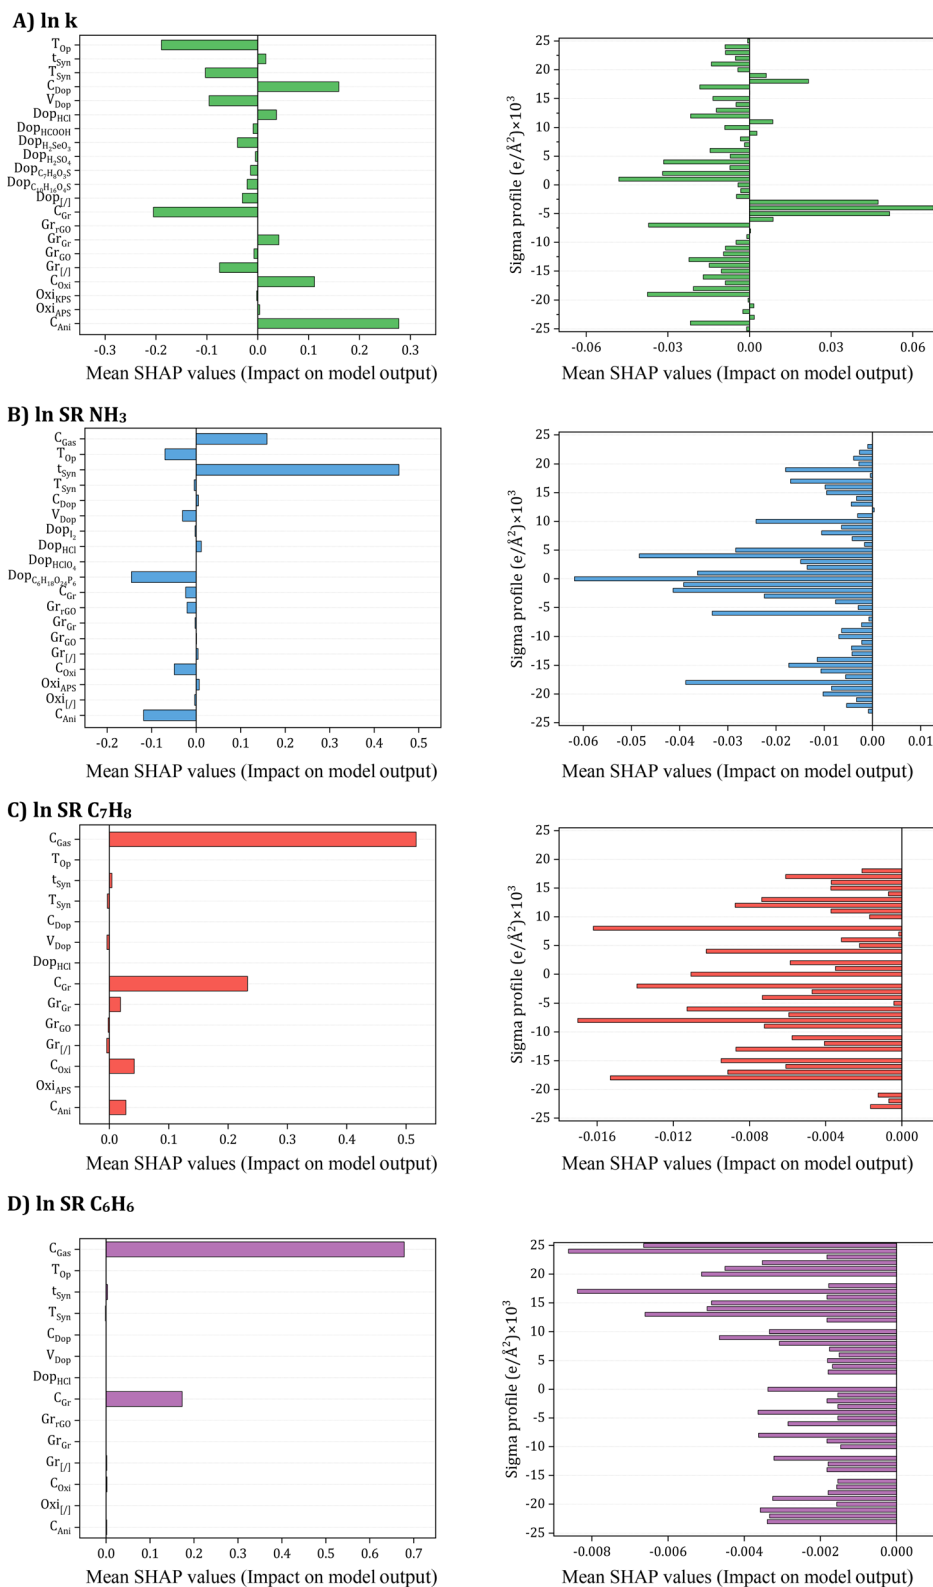 A) ln k
T_Op
t_Syn
T_Syn
C_Dop
V_Dop
Dop_HCl
Dop_HCOOH
Dop_H₂SeO₃
Dop_H₂SO₄
Dop_C₇H₈O₃S
Dop_C₁₀H₁₆O₄S
Dop_[/]
C_Gr
Gr_rGO
Gr_Gr
Gr_GO
Gr_[/]
C_Oxi
Oxi_KPS
Oxi_APS
C_Ani
-0.3 -0.2 -0.1 0.0 0.1 0.2 0.3
Mean SHAP values (Impact on model output)
Sigma profile (e/Å²)×10³
25
20
15
10
5
0
-5
-10
-15
-20
-25
-0.06 -0.03 0.00 0.03 0.06
Mean SHAP values (Impact on model output)
B) ln SR NH₃
C_Gas
T_Op
t_Syn
T_Syn
C_Dop
V_Dop
Dop_I₂
Dop_HCl
Dop_HClO₄
Dop_C₆H₁₈O₂₄P₆
C_Gr
Gr_rGO
Gr_Gr
Gr_GO
Gr_[/]
C_Oxi
Oxi_APS
Oxi_[/]
C_Ani
-0.2 -0.1 0.0 0.1 0.2 0.3 0.4 0.5
Mean SHAP values (Impact on model output)
Sigma profile (e/Å²)×10³
25
20
15
10
5
0
-5
-10
-15
-20
-25
-0.06 -0.05 -0.04 -0.03 -0.02 -0.01 0.00 0.01
Mean SHAP values (Impact on model output)
C) ln SR C₇H₈
C_Gas
T_Op
t_Syn
T_Syn
C_Dop
V_Dop
Dop_HCl
C_Gr
Gr_Gr
Gr_GO
Gr_[/]
C_Oxi
Oxi_APS
C_Ani
0.0 0.1 0.2 0.3 0.4 0.5
Mean SHAP values (Impact on model output)
Sigma profile (e/Å²)×10³
25
20
15
10
5
0
-5
-10
-15
-20
-25
-0.016 -0.012 -0.008 -0.004 0.000
Mean SHAP values (Impact on model output)
D) ln SR C₆H₆
C_Gas
T_Op
t_Syn
T_Syn
C_Dop
V_Dop
Dop_HCl
C_Gr
Gr_rGO
Gr_Gr
Gr_[/]
C_Oxi
Oxi_[/]
C_Ani
0.0 0.1 0.2 0.3 0.4 0.5 0.6 0.7
Mean SHAP values (Impact on model output)
Sigma profile (e/Å²)×10³
25
20
15
10
5
0
-5
-10
-15
-20
-25
-0.008 -0.006 -0.004 -0.002 0.000
Mean SHAP values (Impact on model output)